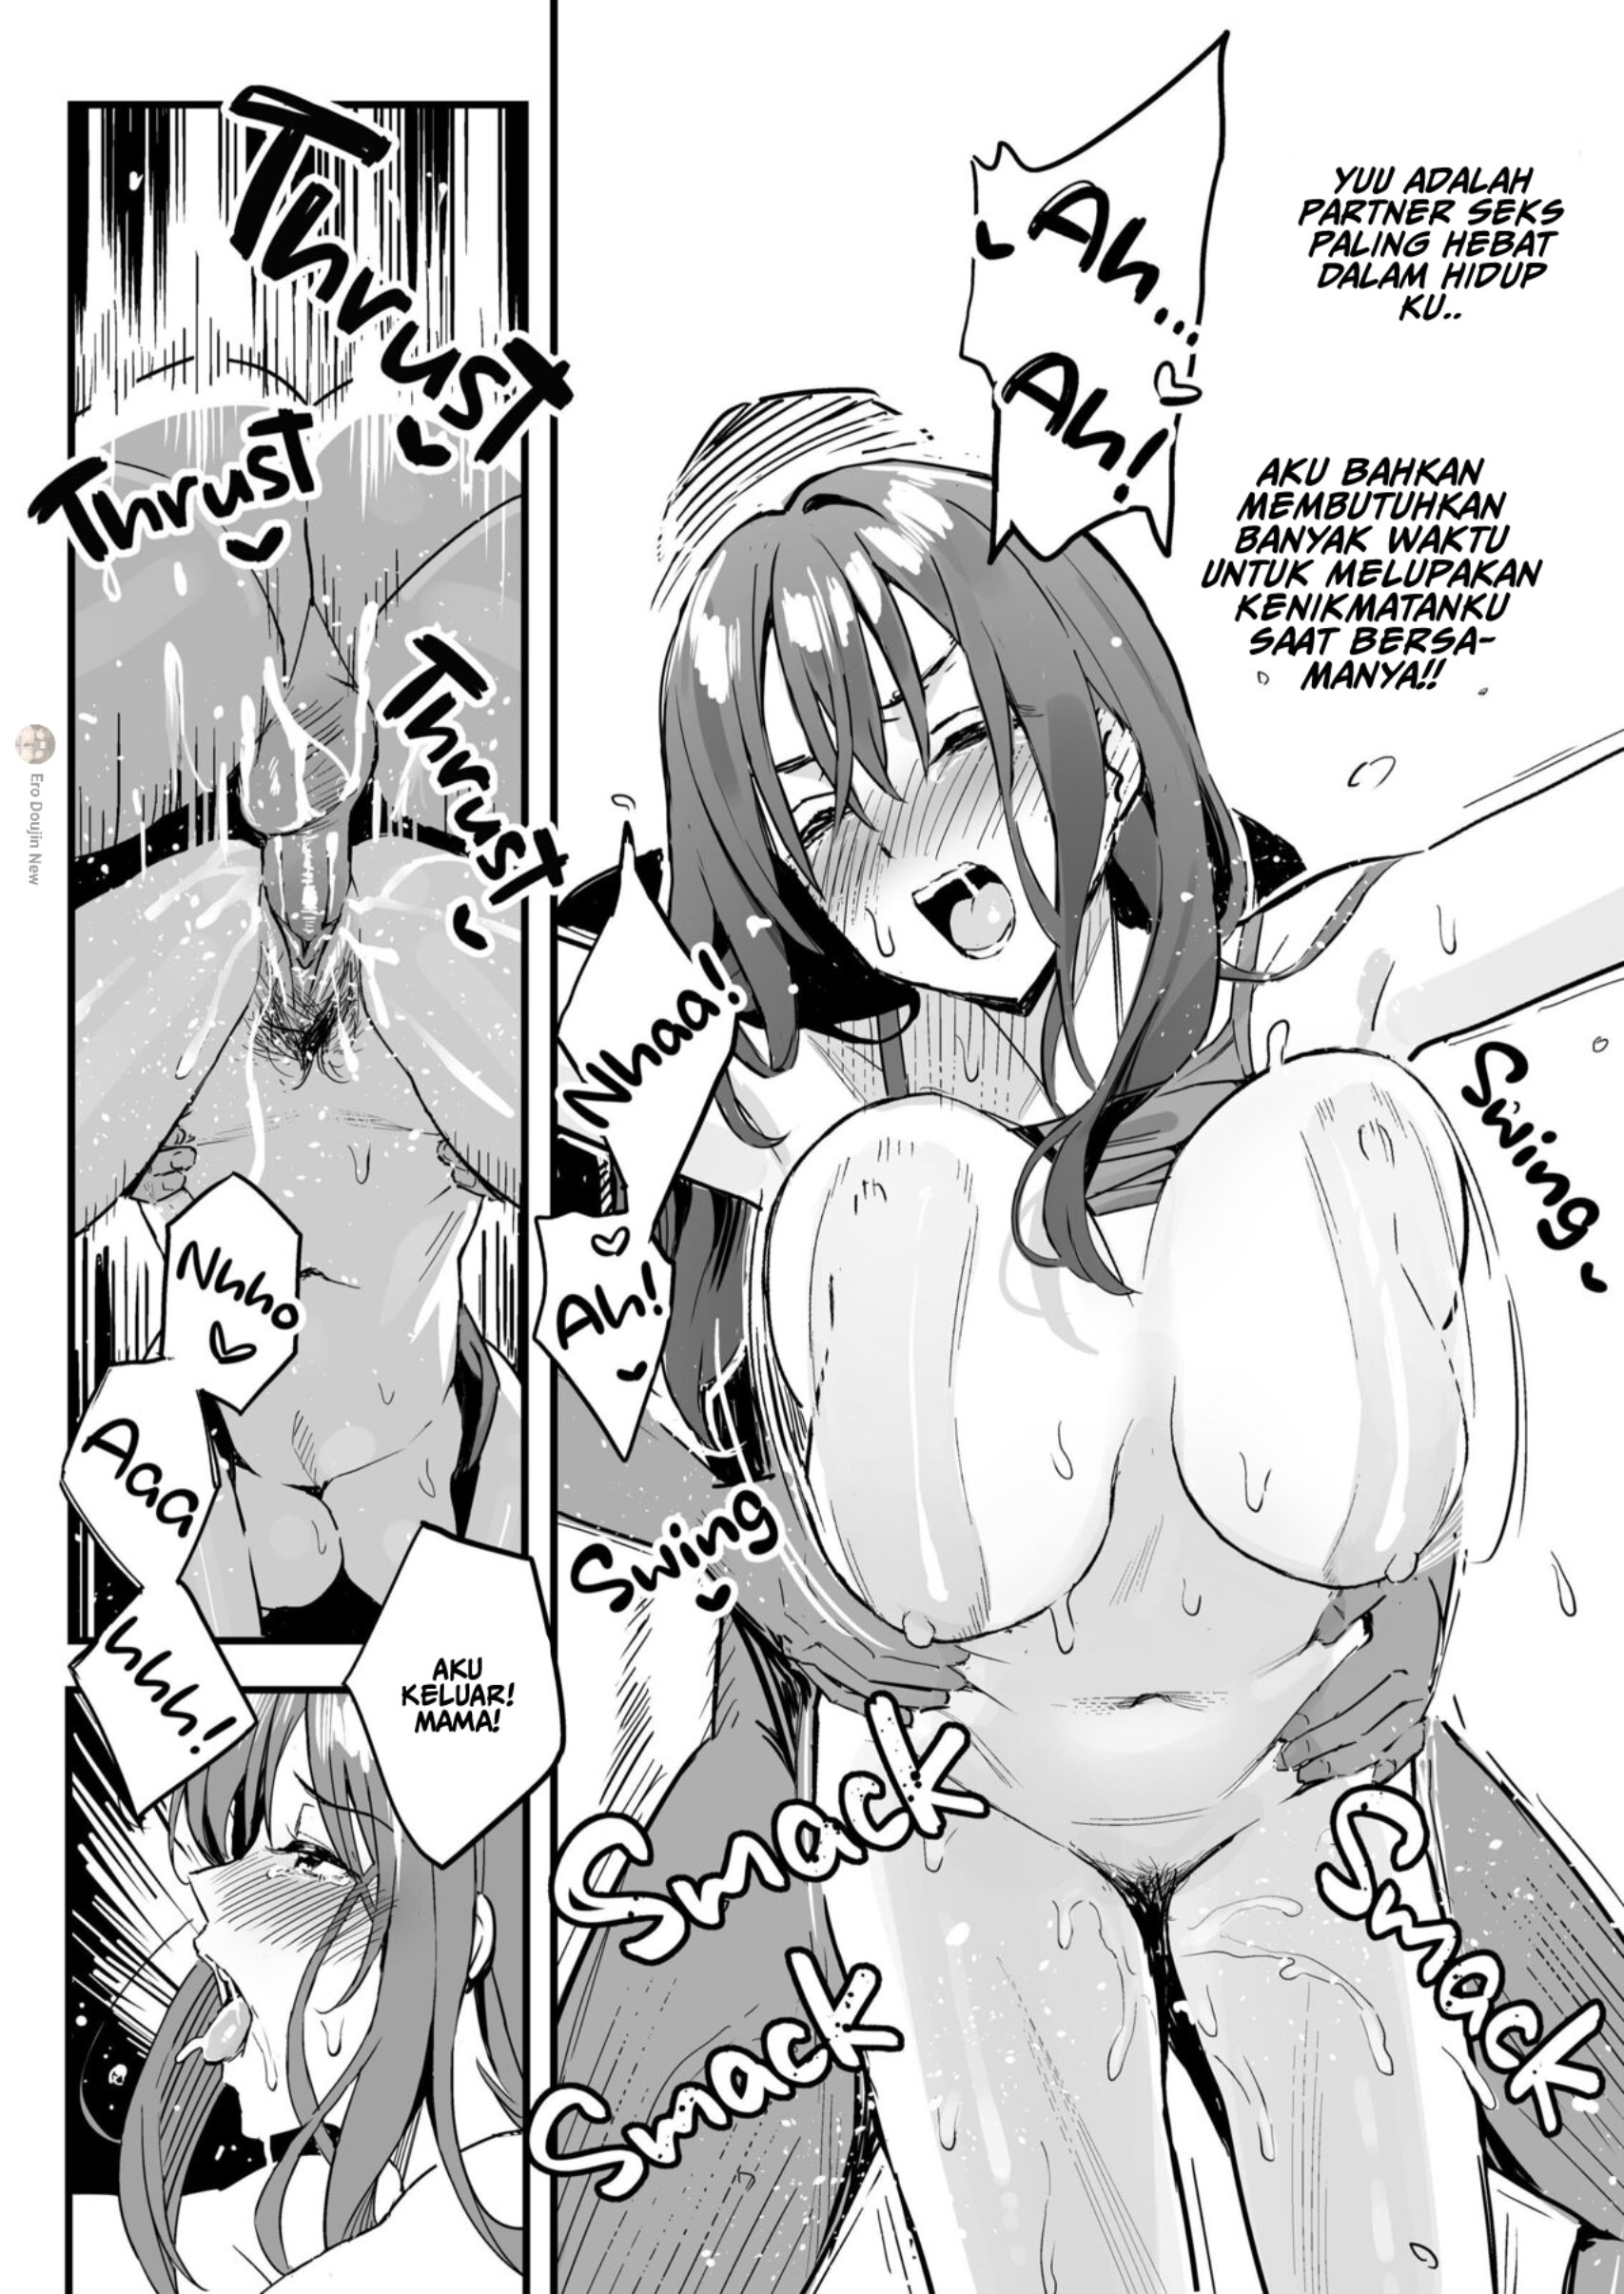 YUU ADALAH
PARTNER SEKS
PALING HEBAT
DALAM HIDUP
KU..
Ah...
Ah!
AKU BAHKAN
MEMBUTUHKAN
BANYAK WAKTU
UNTUK MELUPAKAN
KENIKMATANKU
SAAT BERSA-
MANYA!!
Nhaa!
Ah!
Swing
Swing
Smack
Smack
Smack
Thrust
Thrust
Thrust
Nhho
Aaa
hhh!
AKU
KELUAR!
MAMA!
Ero Doujin New